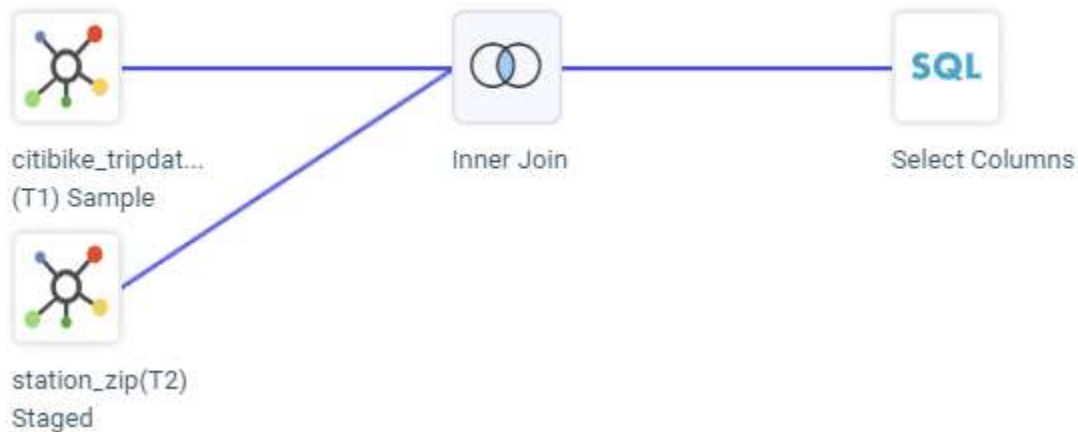 SQL
citibike_tripdat...
(T1) Sample
Inner Join
Select Columns
station_zip(T2)
Staged